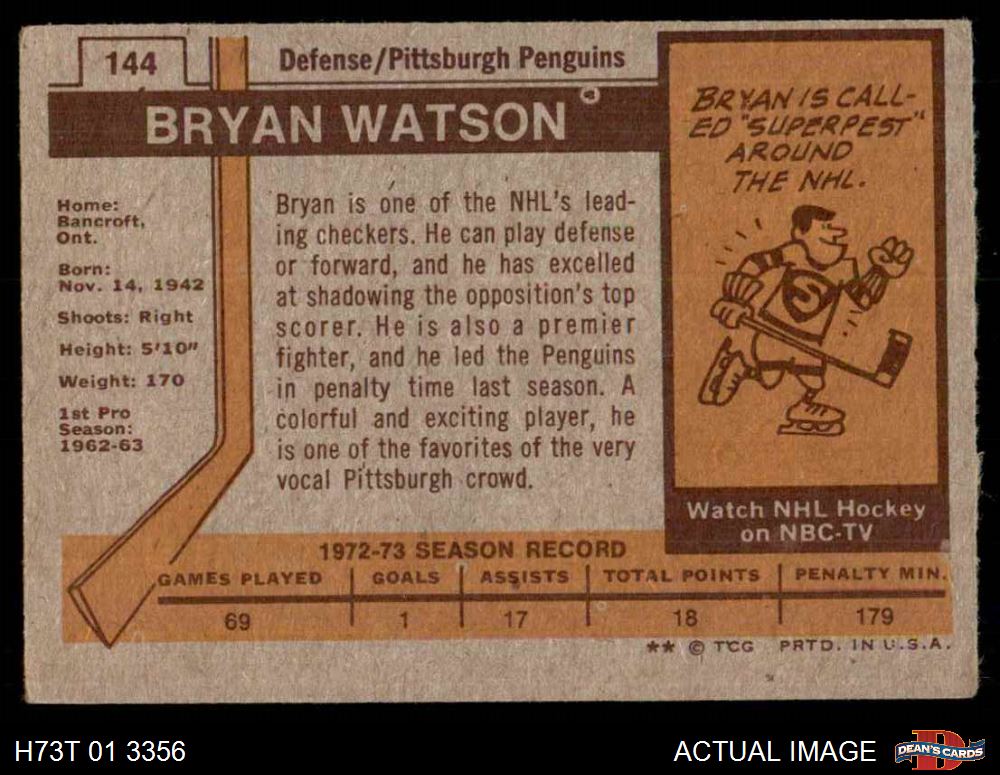 144
Defense/Pittsburgh Penguins
BRYAN WATSON
Home:
Bancroft,
Ont.
Born:
Nov. 14, 1942
Shoots: Right
Height: 5'10"
Weight: 170
1st Pro
Season:
1962-63
Bryan is one of the NHL's lead-
ing checkers. He can play defense
or forward, and he has excelled
at shadowing the opposition's top
scorer. He is also a premier
fighter, and he led the Penguins
in penalty time last season. A
colorful and exciting player, he
is one of the favorites of the very
vocal Pittsburgh crowd.
BRYAN IS CALL-
ED "SUPERPEST"
AROUND
THE NHL.
S
Watch NHL Hockey
on NBC-TV
1972-73 SEASON RECORD
GAMES PLAYED GOALS ASSISTS TOTAL POINTS PENALTY MIN.
69 1 17 18 179
** © TCG PRTD. IN U.S.A.
H73T 01 3356
ACTUAL IMAGE
D
DEAN'S CARDS